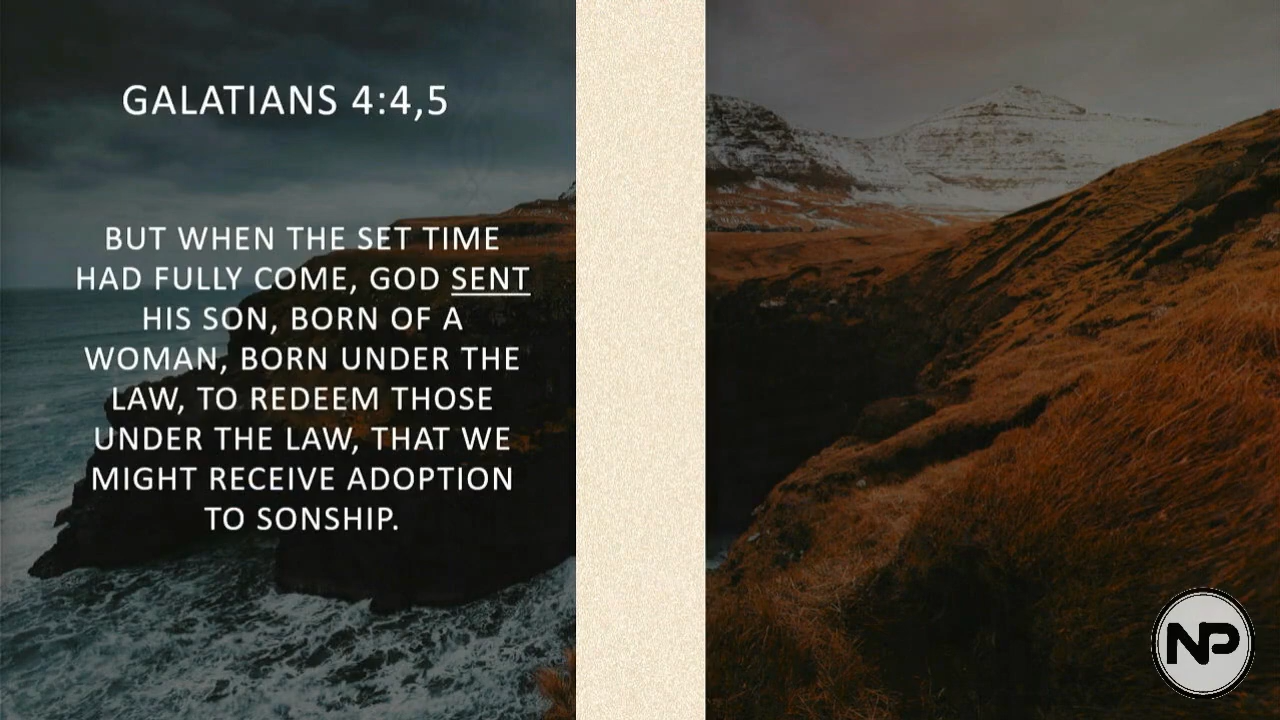 GALATIANS 4:4,5
BUT WHEN THE SET TIME
HAD FULLY COME, GOD SENT
HIS SON, BORN OF A
WOMAN, BORN UNDER THE
LAW, TO REDEEM THOSE
UNDER THE LAW, THAT WE
MIGHT RECEIVE ADOPTION
TO SONSHIP.
NP